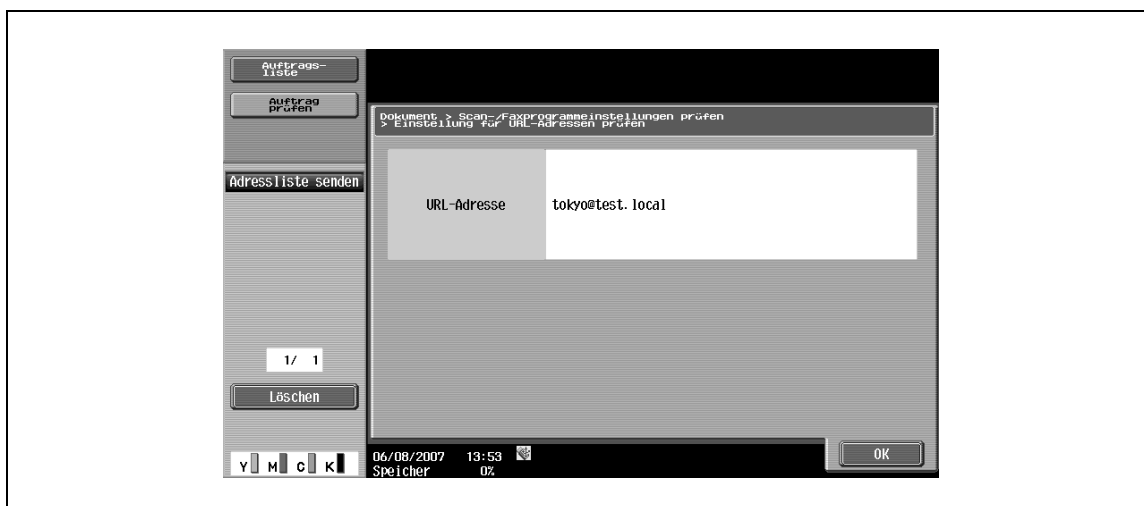 Auftrags-
liste
Auftrag
prüfen
Dokument > Scan-/Faxprogrammeinstellungen prüfen
> Einstellung für URL-Adressen prüfen
Adressliste senden
URL-Adresse
tokyo@test.local
1/ 1
Löschen
Y M C K
06/08/2007 13:53
Speicher 0%
OK